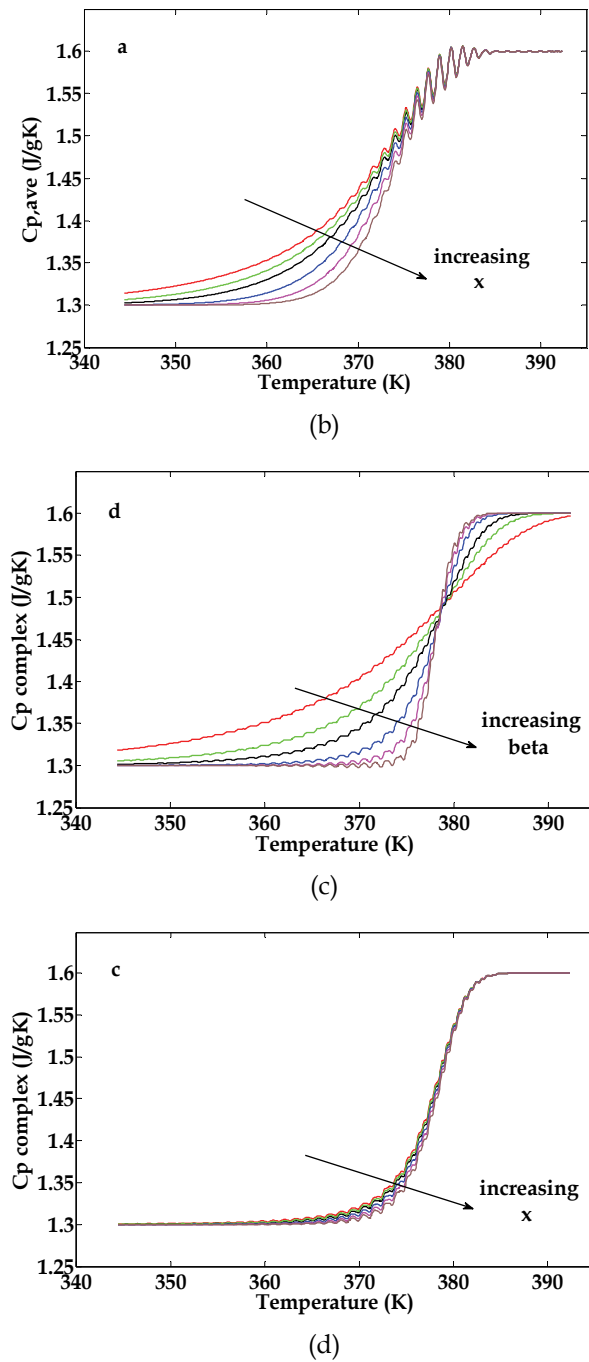 a
1.6
1.55
1.5
1.45
1.4
1.35
1.3
1.25
Cp,ave (J/gK)
increasing
x
340 350 360 370 380 390
Temperature (K)
(b)
d
1.6
1.55
1.5
1.45
1.4
1.35
1.3
1.25
Cp complex (J/gK)
increasing
beta
340 350 360 370 380 390
Temperature (K)
(c)
c
1.6
1.55
1.5
1.45
1.4
1.35
1.3
1.25
Cp complex (J/gK)
increasing
x
340 350 360 370 380 390
Temperature (K)
(d)